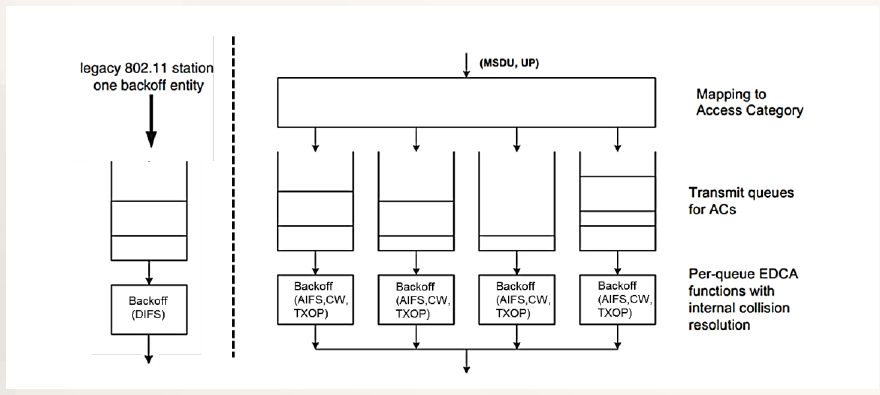 legacy 802.11 station
one backoff entity
Backoff
(DIFS)
(MSDU, UP)
Mapping to
Access Category
Transmit queues
for ACs
Backoff
(AIFS,CW,
TXOP)
Backoff
(AIFS,CW,
TXOP)
Backoff
(AIFS,CW,
TXOP)
Backoff
(AIFS,CW,
TXOP)
Per-queue EDCA
functions with
internal collision
resolution